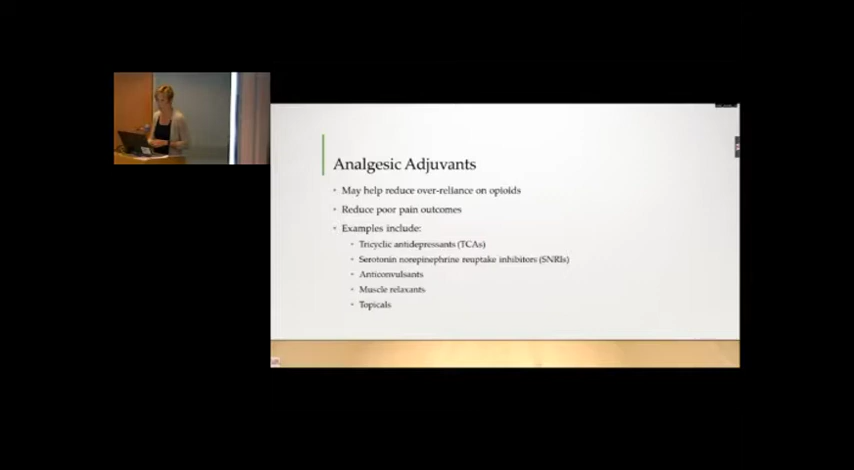 Analgesic Adjuvants
• May help reduce over-reliance on opioids
• Reduce poor pain outcomes
• Examples include:
• Tricyclic antidepressants (TCAs)
• Serotonin norepinephrine reuptake inhibitors (SNRIs)
• Anticonvulsants
• Muscle relaxants
• Topicals